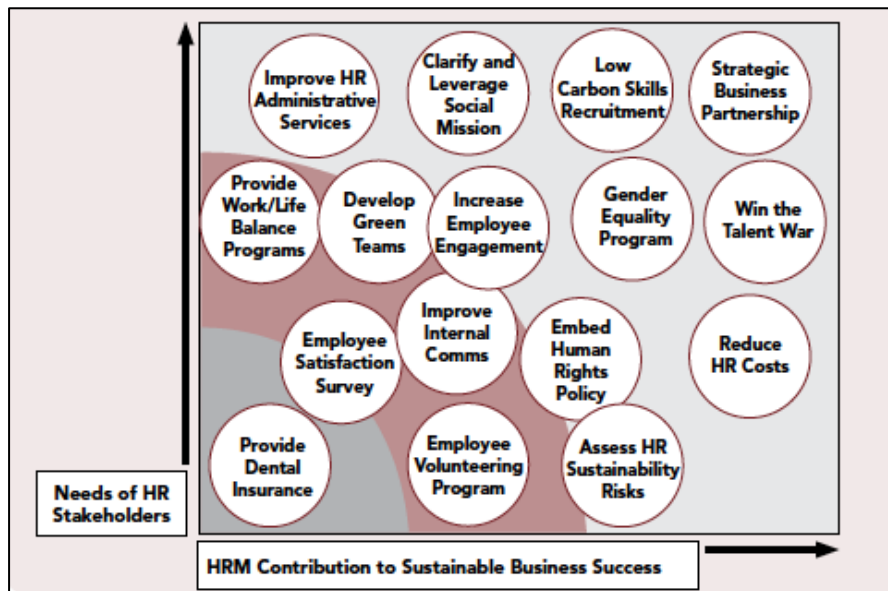 Improve HR
Administrative
Services
Clarify and
Leverage
Social
Mission
Low
Carbon Skills
Recruitment
Strategic
Business
Partnership
Provide
Work/Life
Balance
Programs
Develop
Green
Teams
Increase
Employee
Engagement
Gender
Equality
Program
Win the
Talent War
Employee
Satisfaction
Survey
Improve
Internal
Comms
Embed
Human
Rights
Policy
Reduce
HR Costs
Provide
Dental
Insurance
Employee
Volunteering
Program
Assess HR
Sustainability
Risks
Needs of HR
Stakeholders
HRM Contribution to Sustainable Business Success